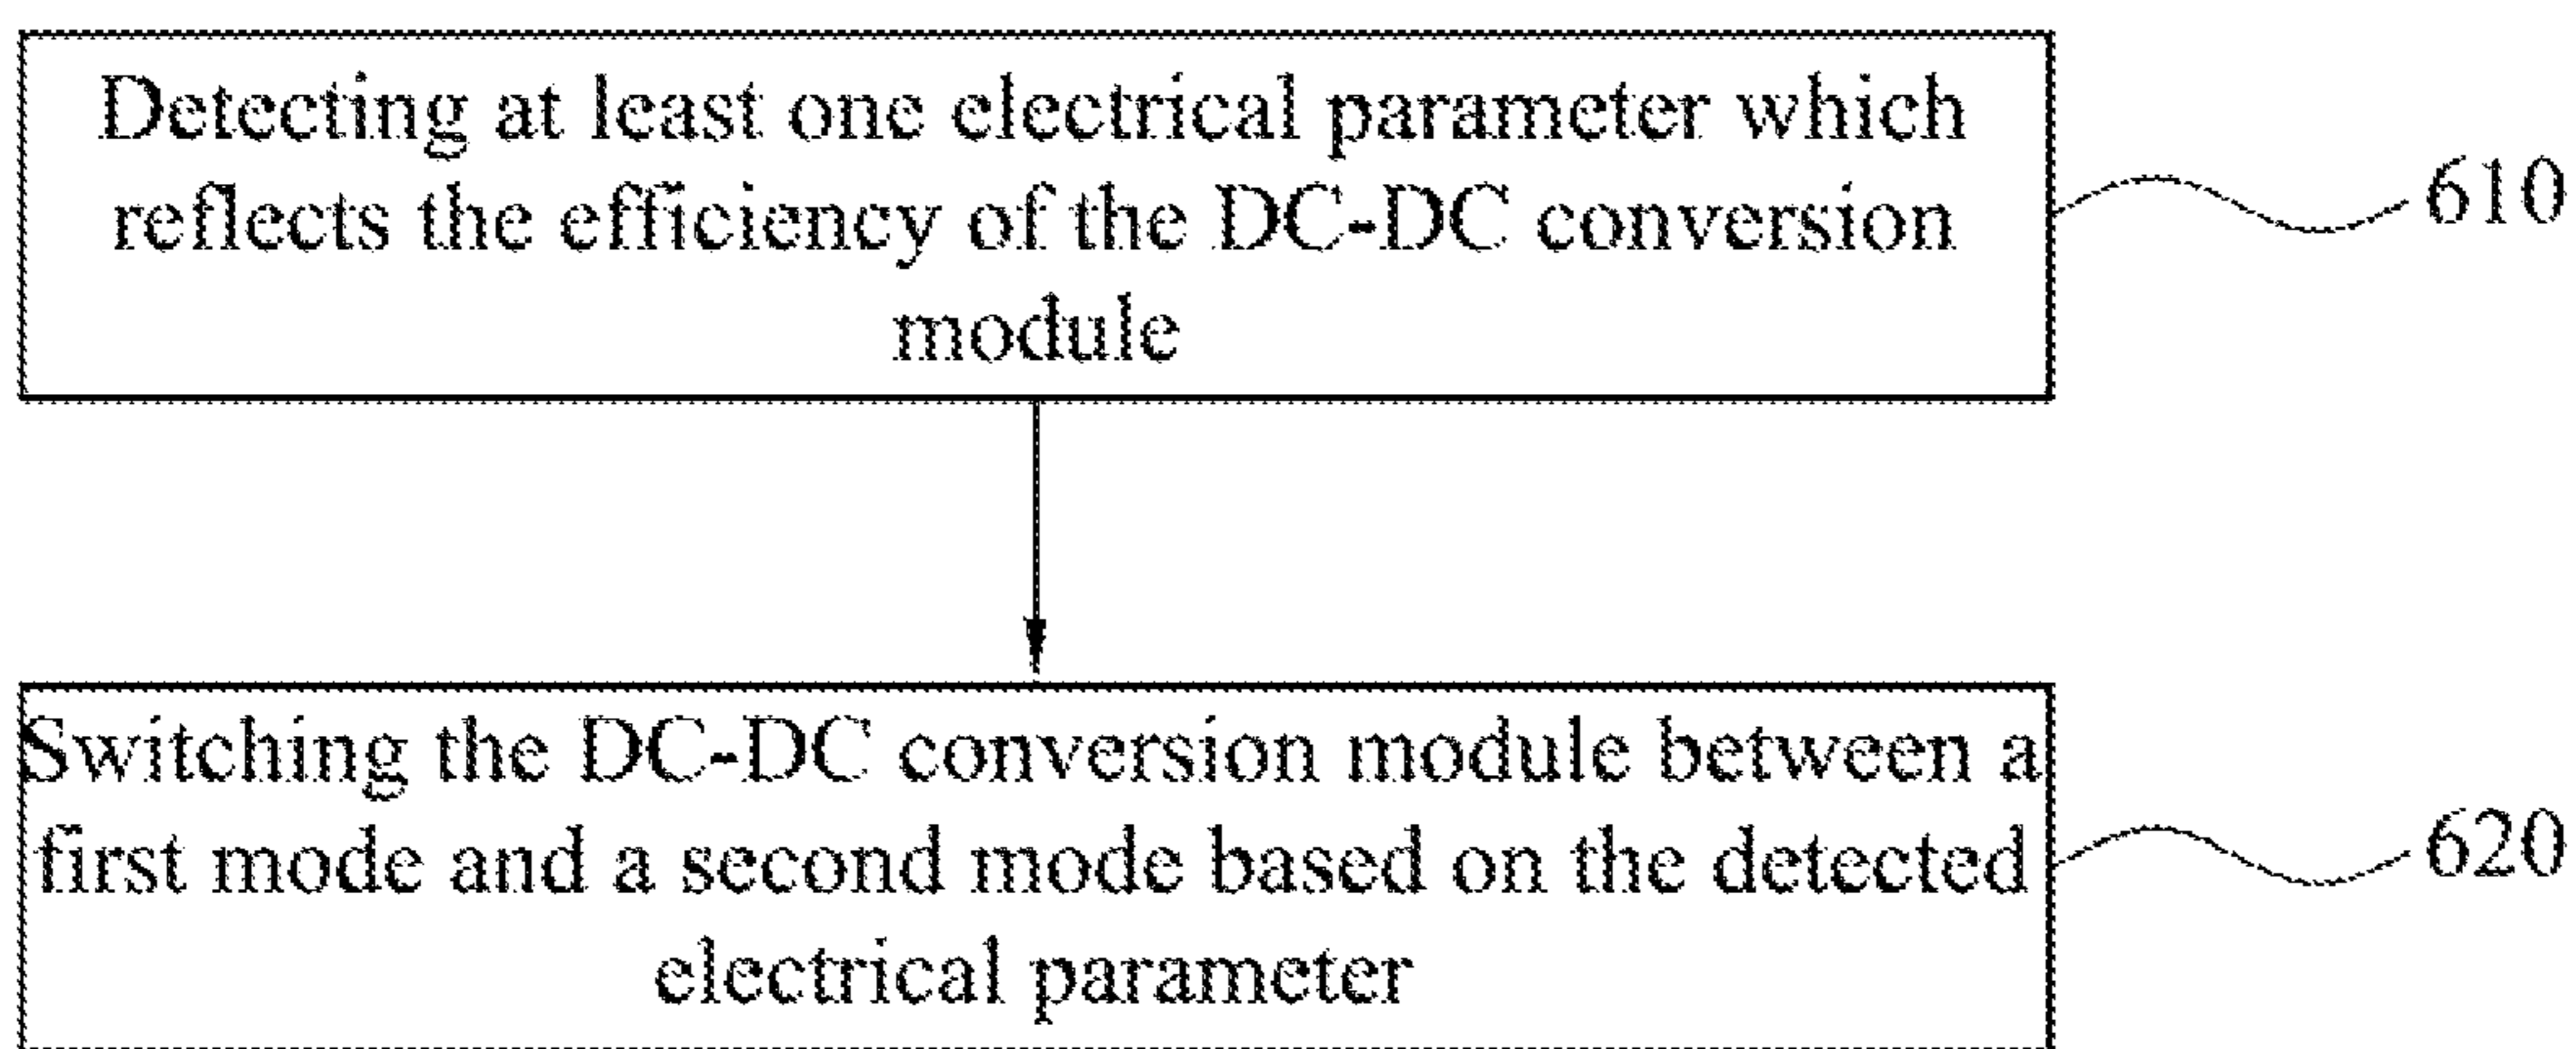 Detecting at least one electrical parameter which
reflects the efficiency of the DC-DC conversion
module
610
Switching the DC-DC conversion module between a
first mode and a second mode based on the detected
electrical parameter
620